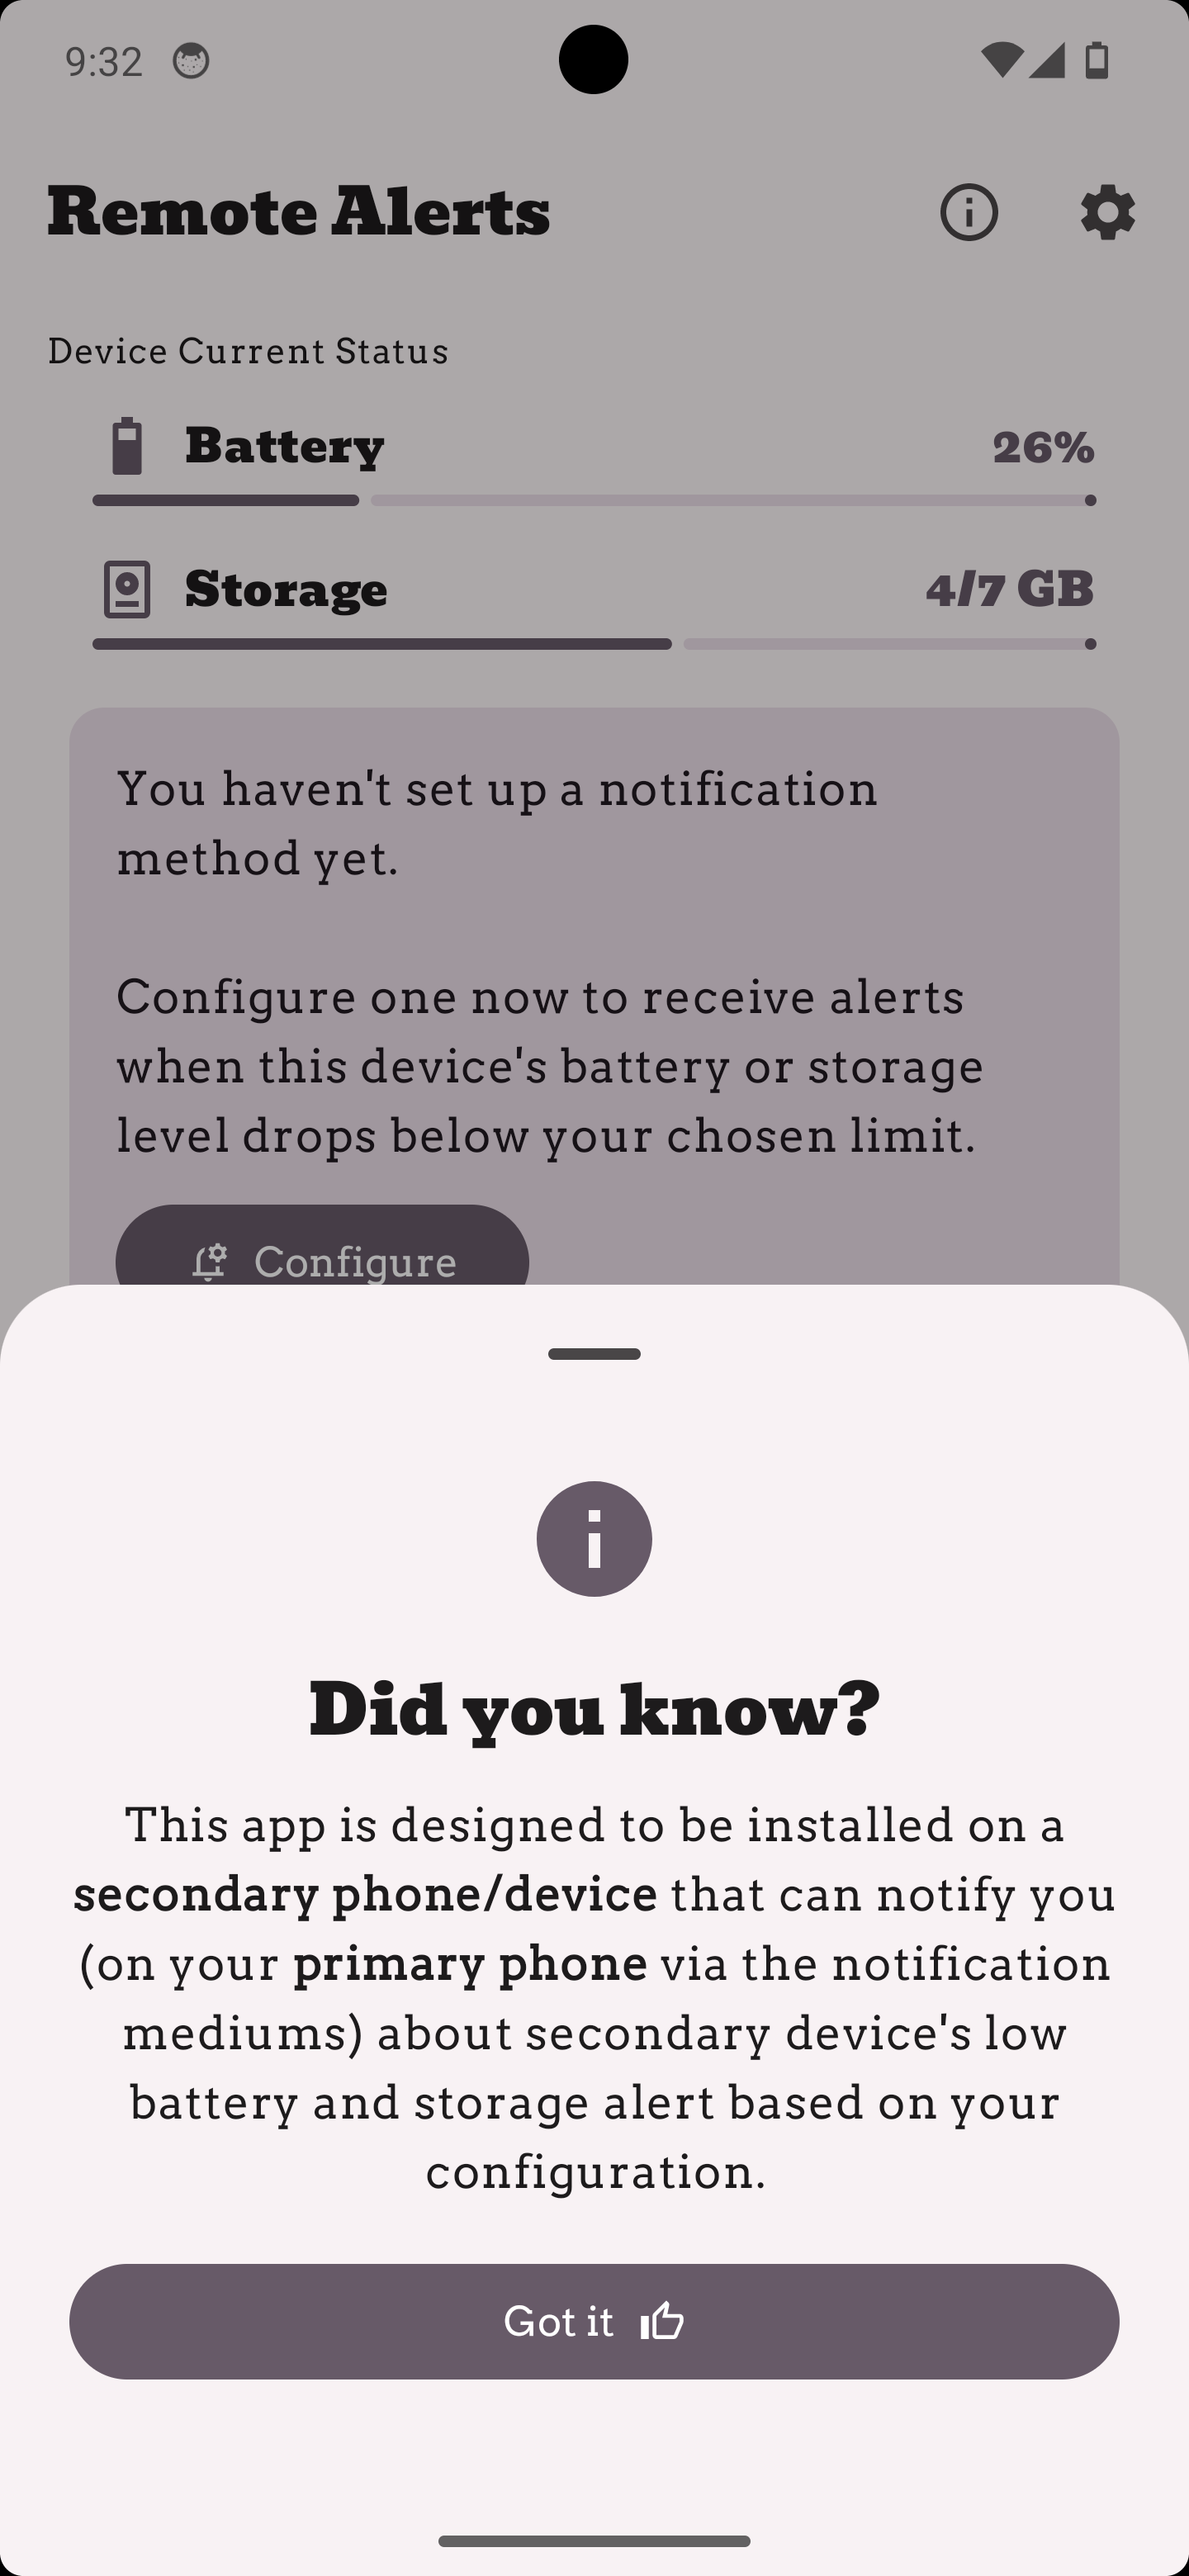 9:32
Remote Alerts
Device Current Status
Battery
26%
Storage
4/7 GB
You haven't set up a notification
method yet.
Configure one now to receive alerts
when this device's battery or storage
level drops below your chosen limit.
Configure
Did you know?
This app is designed to be installed on a
secondary phone/device that can notify you
(on your primary phone via the notification
mediums) about secondary device's low
battery and storage alert based on your
configuration.
Got it